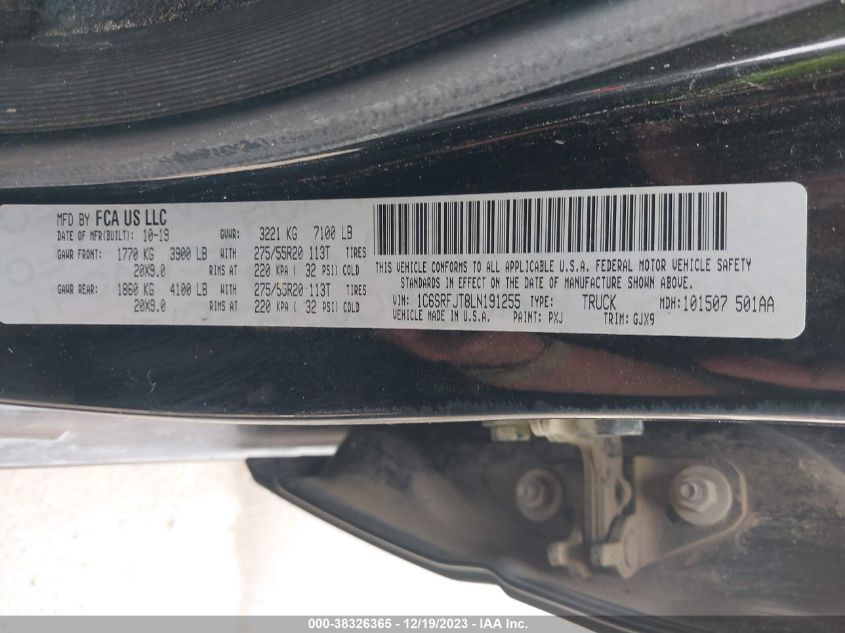 MFD BY FCA US LLC
DATE OF MFR(BUILT): 10-19 GVWR: 3221 KG 7100 LB
GAWR FRONT: 1770 KG 3900 LB WITH 275/55R20 113T TIRES
20X9.0 RIMS AT 220 KPA ( 32 PSI) COLD
GAWR REAR: 1860 KG 4100 LB WITH 275/55R20 113T TIRES
20X9.0 RIMS AT 220 KPA ( 32 PSI) COLD
THIS VEHICLE CONFORMS TO ALL APPLICABLE U.S.A. FEDERAL MOTOR VEHICLE SAFETY
STANDARDS IN EFFECT ON THE DATE OF MANUFACTURE SHOWN ABOVE.
VIN: 1C6SRFJT8LN191255 TYPE: TRUCK MDH: 101507 501AA
VEHICLE MADE IN U.S.A. PAINT: PXJ TRIM: GJX9
000-38326365 - 12/19/2023 - IAA Inc.